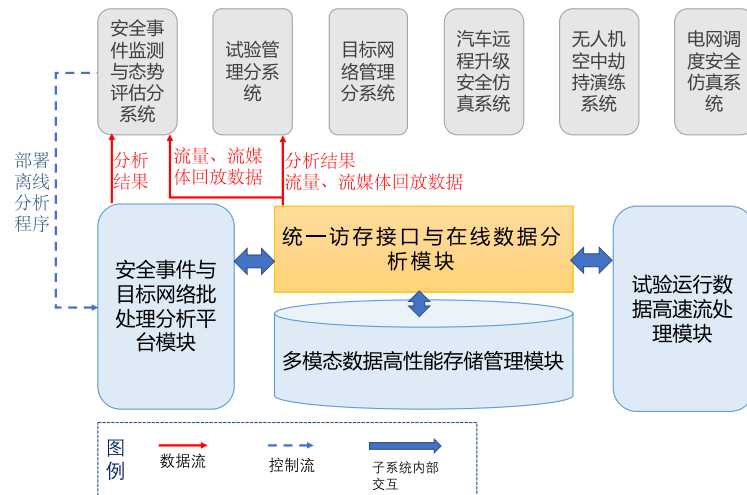 安全事
件监测
与态势
评估分
系统
试验管
理分系
统
目标网
络管理
分系统
汽车远
程升级
安全仿
真系统
无人机
空中劫
持演练
系统
电网调
度安全
仿真系
统
部署
离线
分析
程序
分析
结果
流量、流媒
体回放数据
分析结果
流量、流媒体回放数据
安全事件与
目标网络批
处理分析平
台模块
统一访存接口与在线数据分
析模块
多模态数据高性能存储管理模块
试验运行数
据高速流处
理模块
图
例
数据流
控制流
子系统内部
交互